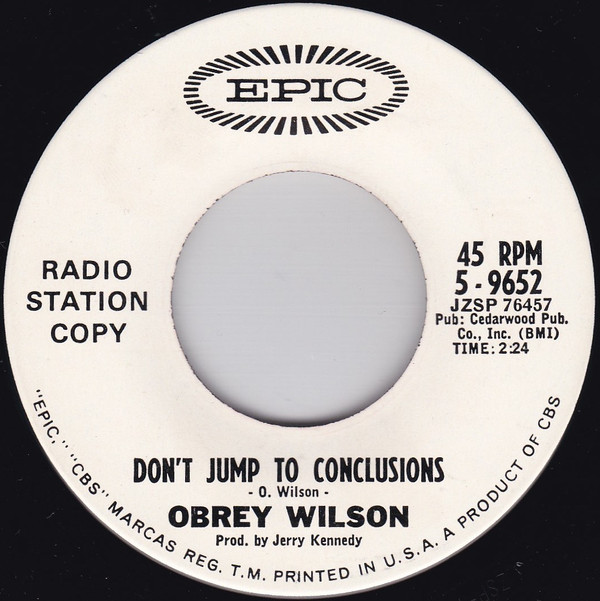 EPIC
RADIO
STATION
COPY
45 RPM
5-9652
JZSP 76457
Pub: Cedarwood Pub.
Co., Inc. (BMI)
TIME: 2:24
DON'T JUMP TO CONCLUSIONS
- O. Wilson -
OBREY WILSON
Prod. by Jerry Kennedy
"EPIC," "CBS" MARCAS REG. T.M. PRINTED IN U.S.A. A PRODUCT OF CBS